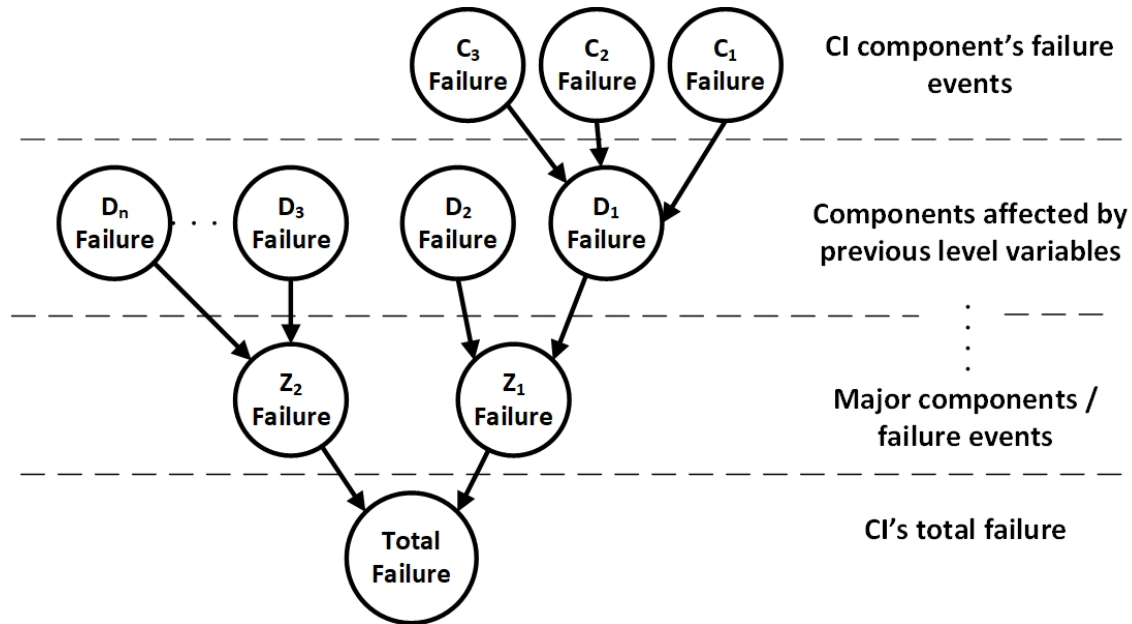 C₃
Failure
C₂
Failure
C₁
Failure
CI component's failure
events
Dₙ
Failure
. . .
D₃
Failure
D₂
Failure
D₁
Failure
Components affected by
previous level variables
Z₂
Failure
Z₁
Failure
Major components /
failure events
Total
Failure
CI's total failure